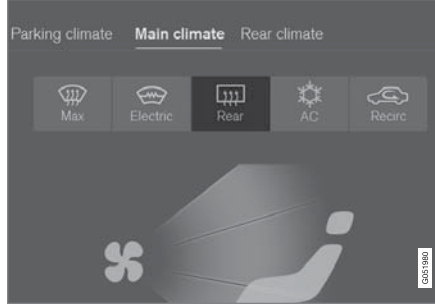 Parking climate Main climate Rear climate
Max Electric Rear AC Recirc
G051980